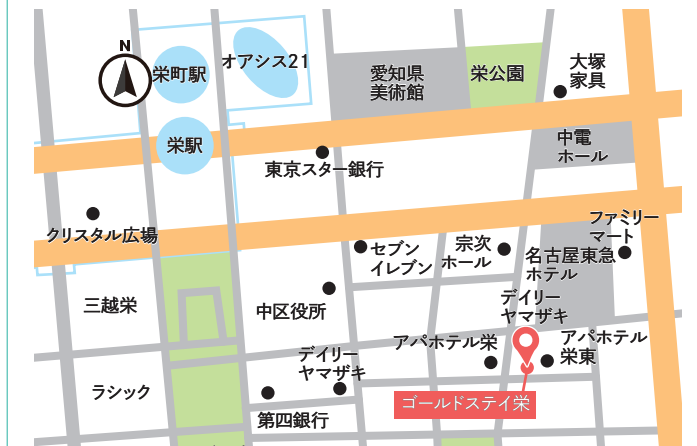 N
栄町駅
オアシス21
愛知県
美術館
栄公園
大塚
家具
栄駅
中電
ホール
東京スター銀行
クリスタル広場
ファミリー
マート
セブン
イレブン
宗次
ホール
名古屋東急
ホテル
三越栄
中区役所
デイリー
ヤマザキ
アパホテル栄
アパホテル
栄東
デイリー
ヤマザキ
ラシック
第四銀行
ゴールドステイ栄